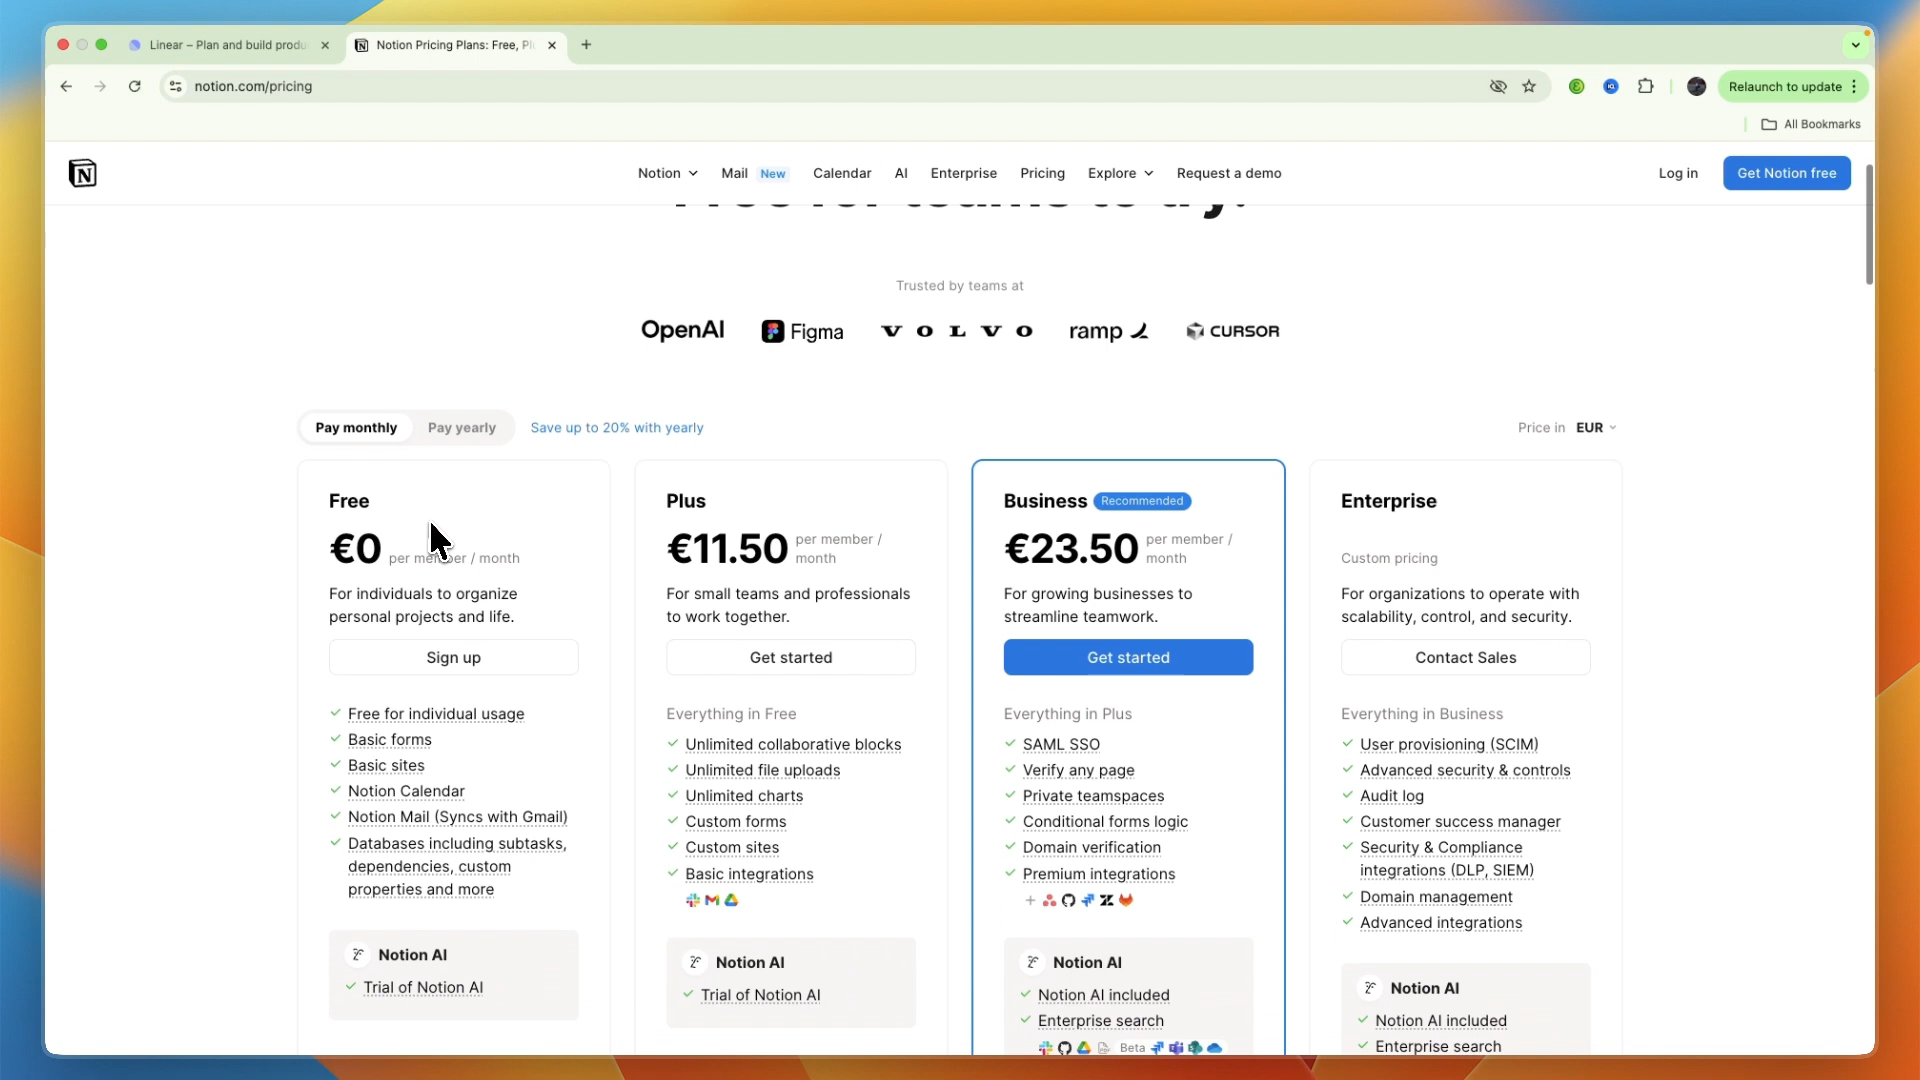 Linear – Plan and build produ
Notion Pricing Plans: Free, Pl
notion.com/pricing
Relaunch to update
All Bookmarks
Notion
Mail New
Calendar
AI
Enterprise
Pricing
Explore
Request a demo
Log in
Get Notion free
Free for teams to try.
Trusted by teams at
OpenAI
Figma
VOLVO
ramp
CURSOR
Pay monthly
Pay yearly
Save up to 20% with yearly
Price in EUR
Free
€0 per member / month
For individuals to organize
personal projects and life.
Sign up
Free for individual usage
Basic forms
Basic sites
Notion Calendar
Notion Mail (Syncs with Gmail)
Databases including subtasks,
dependencies, custom
properties and more
Notion AI
Trial of Notion AI
Plus
€11.50 per member /
month
For small teams and professionals
to work together.
Get started
Everything in Free
Unlimited collaborative blocks
Unlimited file uploads
Unlimited charts
Custom forms
Custom sites
Basic integrations
Notion AI
Trial of Notion AI
Business Recommended
€23.50 per member /
month
For growing businesses to
streamline teamwork.
Get started
Everything in Plus
SAML SSO
Verify any page
Private teamspaces
Conditional forms logic
Domain verification
Premium integrations
Notion AI
Notion AI included
Enterprise search
Beta
Enterprise
Custom pricing
For organizations to operate with
scalability, control, and security.
Contact Sales
Everything in Business
User provisioning (SCIM)
Advanced security & controls
Audit log
Customer success manager
Security & Compliance
integrations (DLP, SIEM)
Domain management
Advanced integrations
Notion AI
Notion AI included
Enterprise search